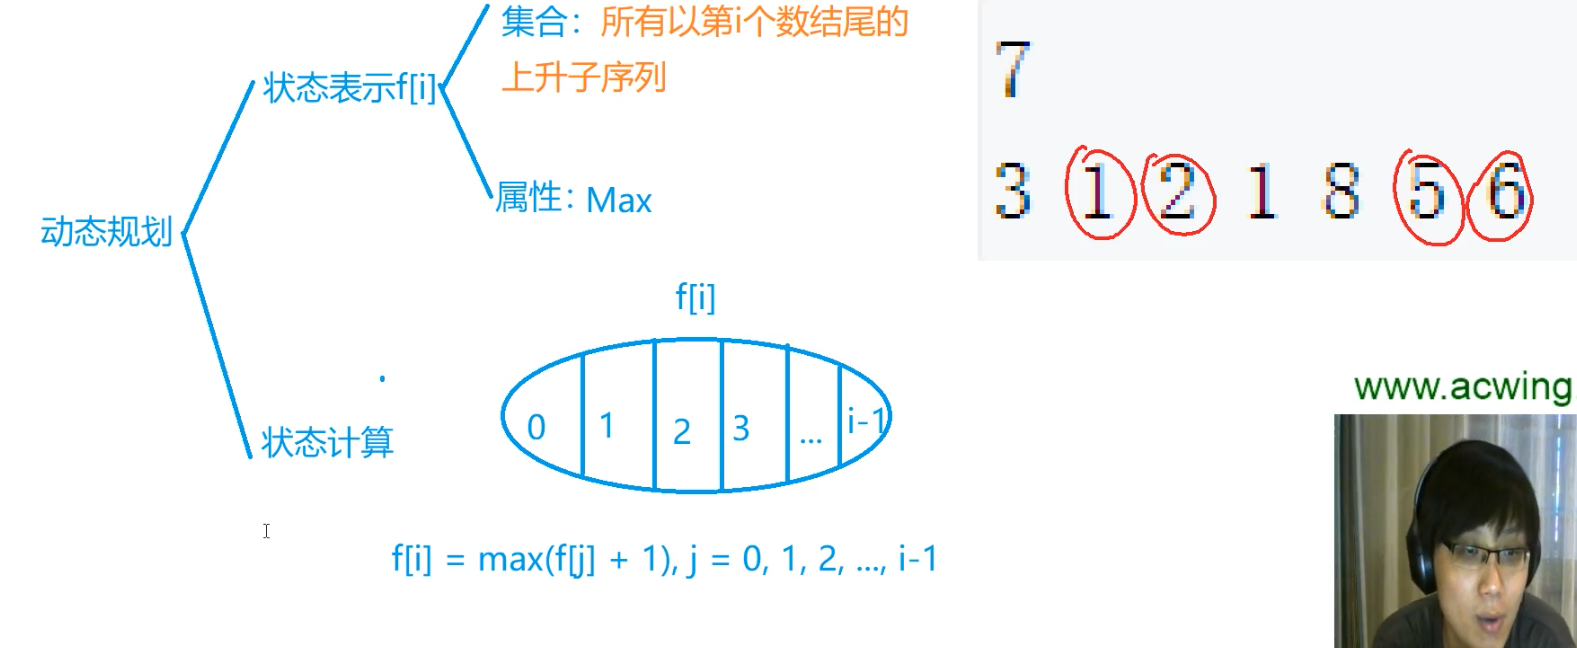 集合：所有以第i个数结尾的
上升子序列
状态表示f[i]
属性：Max
动态规划
7
3 1 2 1 8 5 6
f[i]
0 1 2 3 ... i-1
状态计算
f[i] = max(f[j] + 1), j = 0, 1, 2, ..., i-1
www.acwing